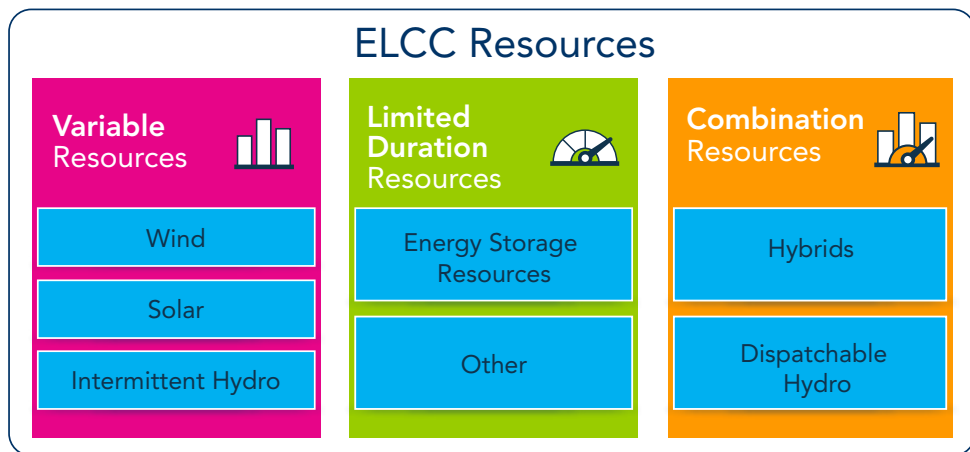 ELCC Resources
Variable
Resources
Wind
Solar
Intermittent Hydro
Limited
Duration
Resources
Energy Storage
Resources
Other
Combination
Resources
Hybrids
Dispatchable
Hydro